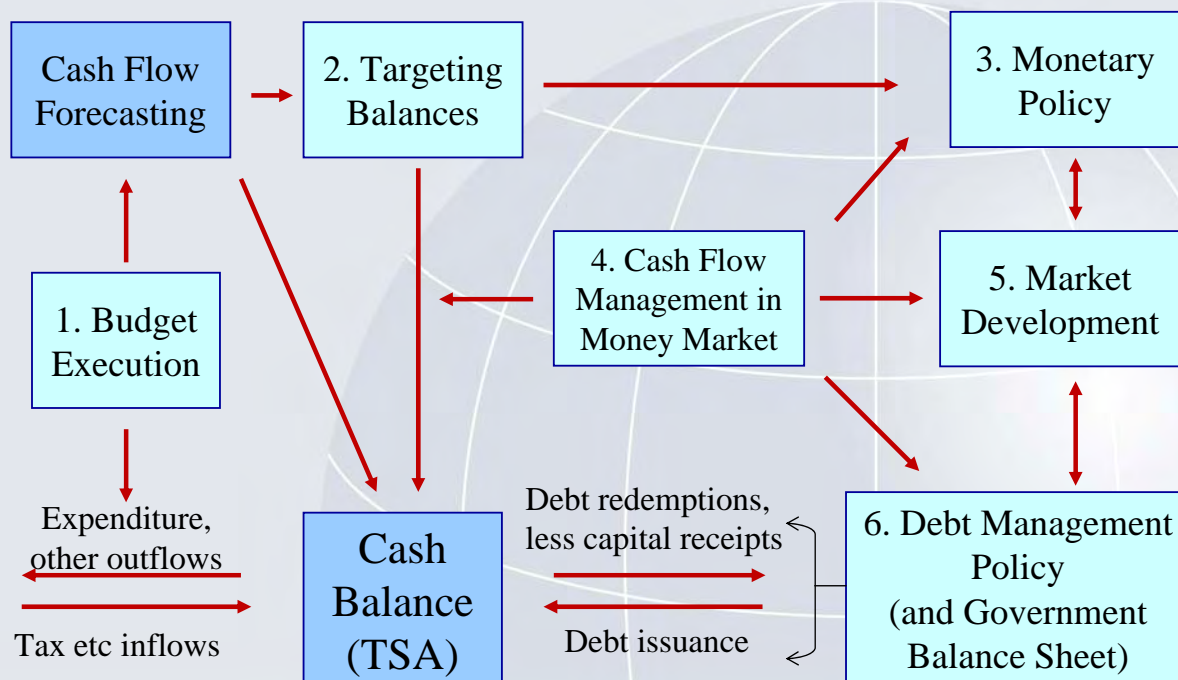 Cash Flow
Forecasting
2. Targeting
Balances
3. Monetary
Policy
1. Budget
Execution
4. Cash Flow
Management in
Money Market
5. Market
Development
Expenditure,
other outflows
Tax etc inflows
Cash
Balance
(TSA)
Debt redemptions,
less capital receipts
Debt issuance
6. Debt Management
Policy
(and Government
Balance Sheet)